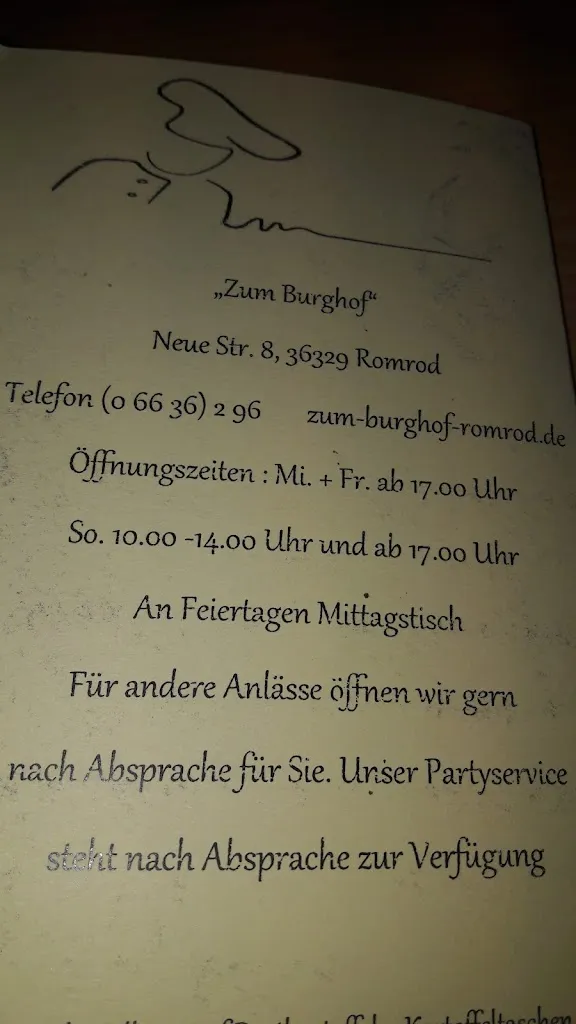 „Zum Burghof“
Neue Str. 8, 36329 Romrod
Telefon (0 66 36) 2 96 zum-burghof-romrod.de
Öffnungszeiten : Mi. + Fr. ab 17.00 Uhr
So. 10.00 -14.00 Uhr und ab 17.00 Uhr
An Feiertagen Mittagstisch
Für andere Anlässe öffnen wir gern
nach Absprache für Sie. Unser Partyservice
steht nach Absprache zur Verfügung